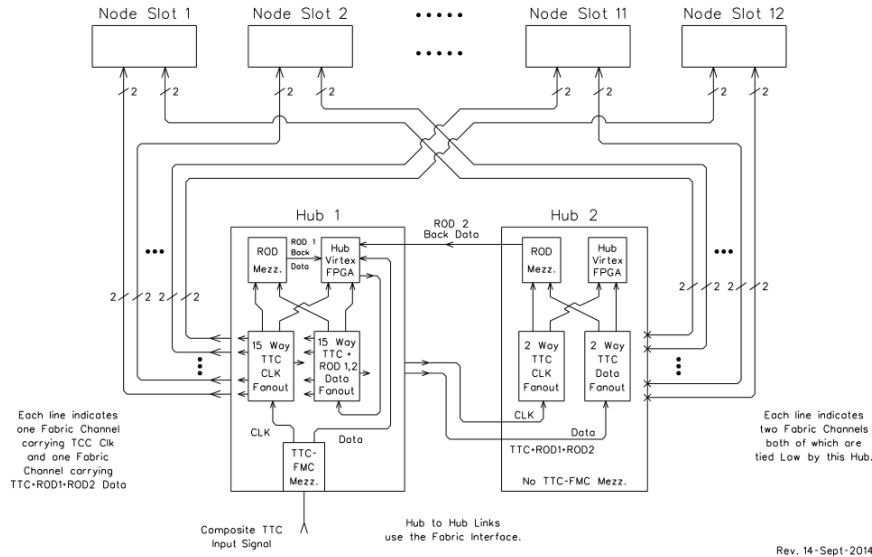 Node Slot 1
Node Slot 2
Node Slot 11
Node Slot 12
2
2
2
2
2
2
2
2
Hub 1
Hub 2
ROD 2
Back Data
ROD
Mezz.
ROD 1
Back
Data
Hub
Virtex
FPGA
ROD
Mezz.
Hub
Virtex
FPGA
2
2
2
2
2
2
2
2
15 Way
TTC
CLK
Fanout
15 Way
TTC +
ROD 1,2
Data
Fanout
2 Way
TTC
CLK
Fanout
2 Way
TTC
Data
Fanout
Each line indicates
one Fabric Channel
carrying TCC Clk
and one Fabric
Channel carrying
TTC+ROD1+ROD2 Data
CLK
Data
TTC-
FMC
Mezz.
CLK
Data
TTC+ROD1+ROD2
No TTC-FMC Mezz.
Each line indicates
two Fabric Channels
both of which are
tied Low by this Hub.
Composite TTC
Input Signal
Hub to Hub Links
use the Fabric Interface.
Rev. 14-Sept-2014